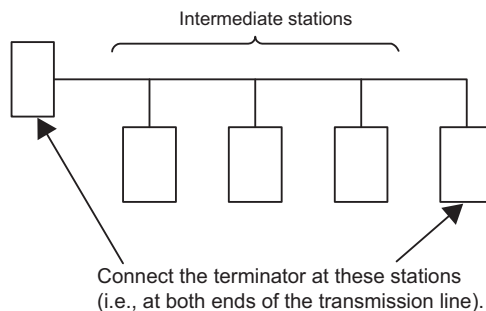 Intermediate stations
Connect the terminator at these stations
(i.e., at both ends of the transmission line).